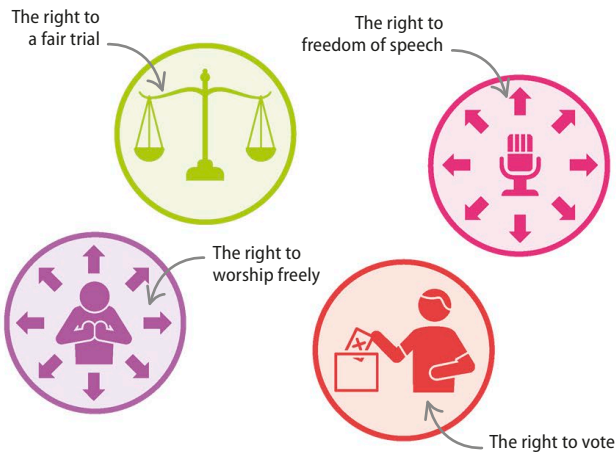 The right to
a fair trial
The right to
freedom of speech
The right to
worship freely
The right to vote